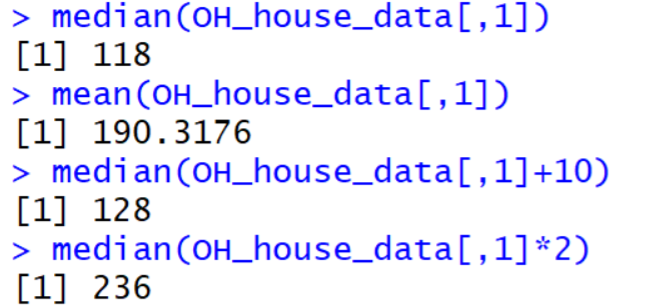 > median(OH_house_data[,1])
[1] 118
> mean(OH_house_data[,1])
[1] 190.3176
> median(OH_house_data[,1]+10)
[1] 128
> median(OH_house_data[,1]*2)
[1] 236